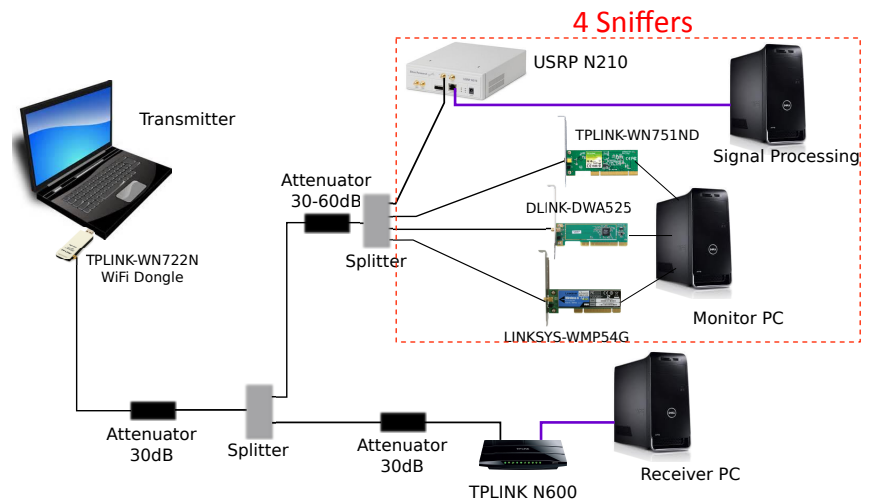 4 Sniffers
USRP N210
Transmitter
TPLINK-WN751ND
Signal Processing
Attenuator
30-60dB
DLINK-DWA525
Splitter
TPLINK-WN722N
WiFi Dongle
Monitor PC
LINKSYS-WMP54G
Attenuator
30dB
Splitter
Attenuator
30dB
Receiver PC
TPLINK N600